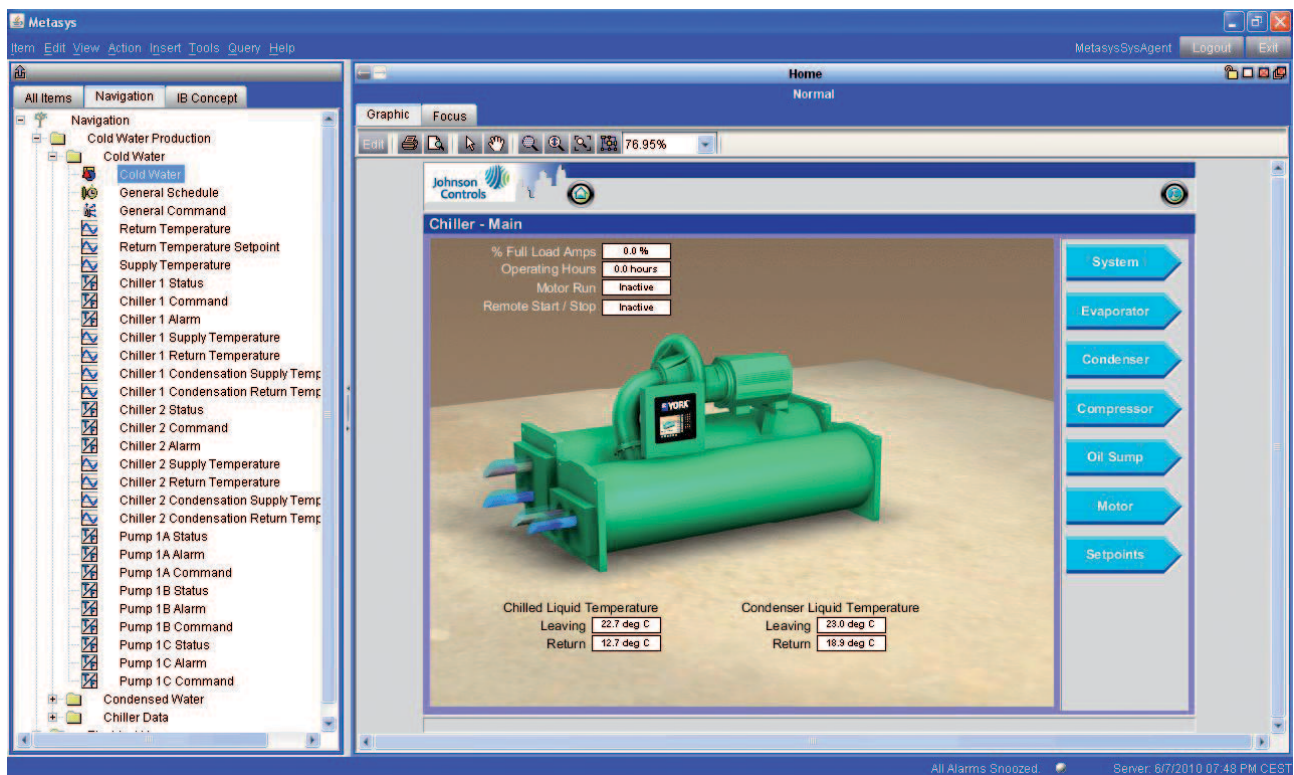 Metasys
Item Edit View Action Insert Tools Query Help
MetasysSysAgent Logout Exit
All Items Navigation IB Concept
Navigation
Cold Water Production
Cold Water
Cold Water
General Schedule
General Command
Return Temperature
Return Temperature Setpoint
Supply Temperature
Chiller 1 Status
Chiller 1 Command
Chiller 1 Alarm
Chiller 1 Supply Temperature
Chiller 1 Return Temperature
Chiller 1 Condensation Supply Temp
Chiller 1 Condensation Return Temp
Chiller 2 Status
Chiller 2 Command
Chiller 2 Alarm
Chiller 2 Supply Temperature
Chiller 2 Return Temperature
Chiller 2 Condensation Supply Temp
Chiller 2 Condensation Return Temp
Pump 1A Status
Pump 1A Alarm
Pump 1A Command
Pump 1B Status
Pump 1B Alarm
Pump 1B Command
Pump 1C Status
Pump 1C Alarm
Pump 1C Command
Condensed Water
Chiller Data
Home
Normal
Graphic Focus
Edit 76.95%
Johnson
Controls
Chiller - Main
% Full Load Amps 0.0 %
Operating Hours 0.0 hours
Motor Run Inactive
Remote Start / Stop Inactive
YORK
System
Evaporator
Condenser
Compressor
Oil Sump
Motor
Setpoints
Chilled Liquid Temperature
Leaving 22.7 deg C
Return 12.7 deg C
Condenser Liquid Temperature
Leaving 23.0 deg C
Return 18.9 deg C
All Alarms Snoozed. Server: 6/7/2010 07:48 PM CEST